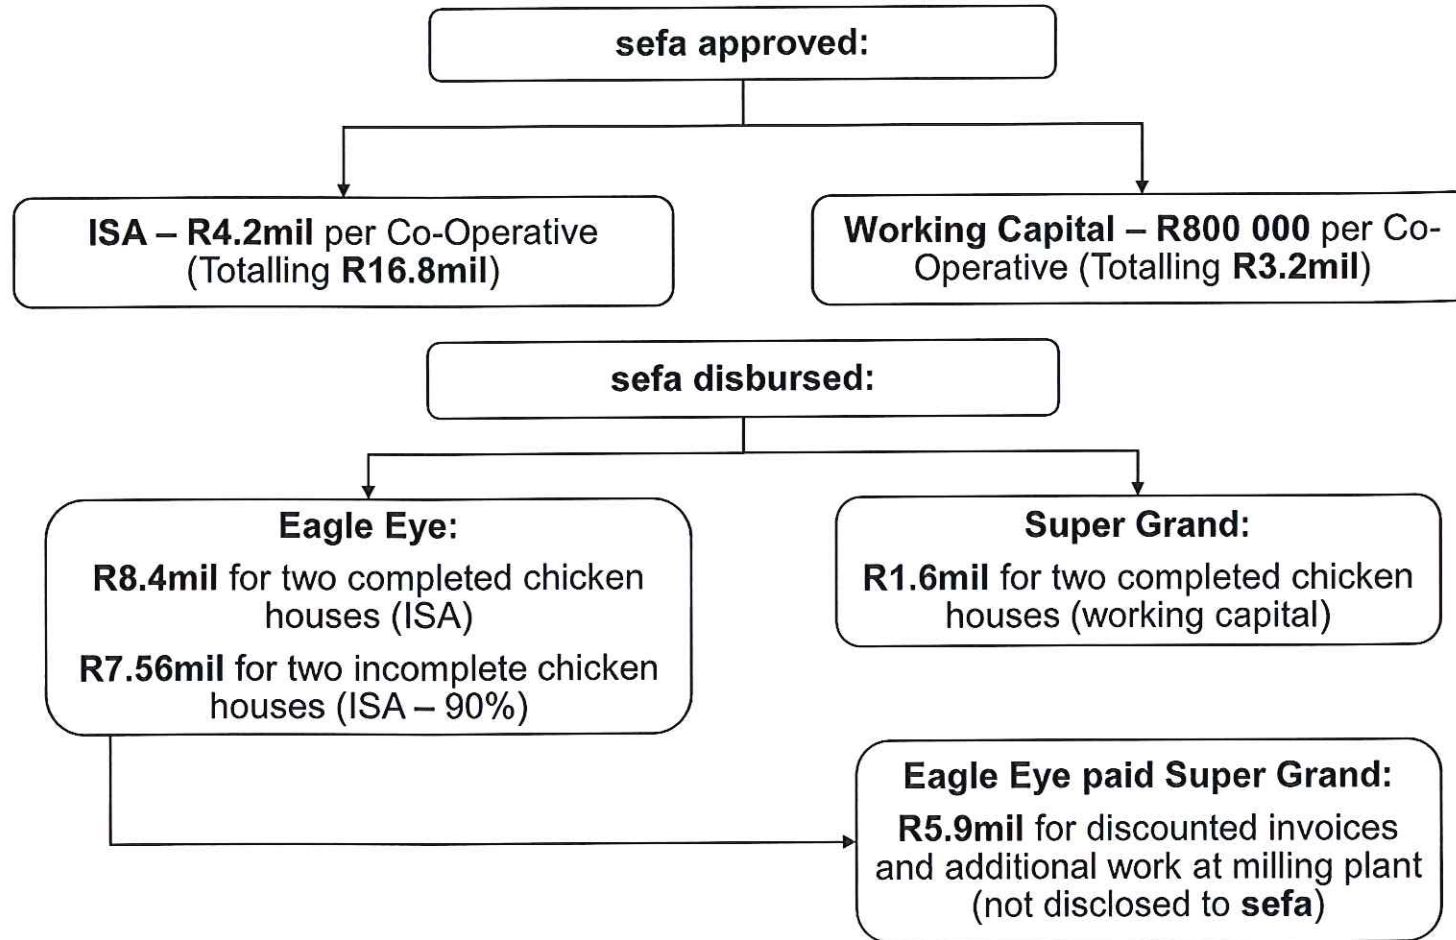 sefa approved:
ISA – R4.2mil per Co-Operative
(Totalling R16.8mil)
Working Capital – R800 000 per Co-
Operative (Totalling R3.2mil)
sefa disbursed:
Eagle Eye:
R8.4mil for two completed chicken
houses (ISA)
R7.56mil for two incomplete chicken
houses (ISA – 90%)
Super Grand:
R1.6mil for two completed chicken
houses (working capital)
Eagle Eye paid Super Grand:
R5.9mil for discounted invoices
and additional work at milling plant
(not disclosed to sefa)